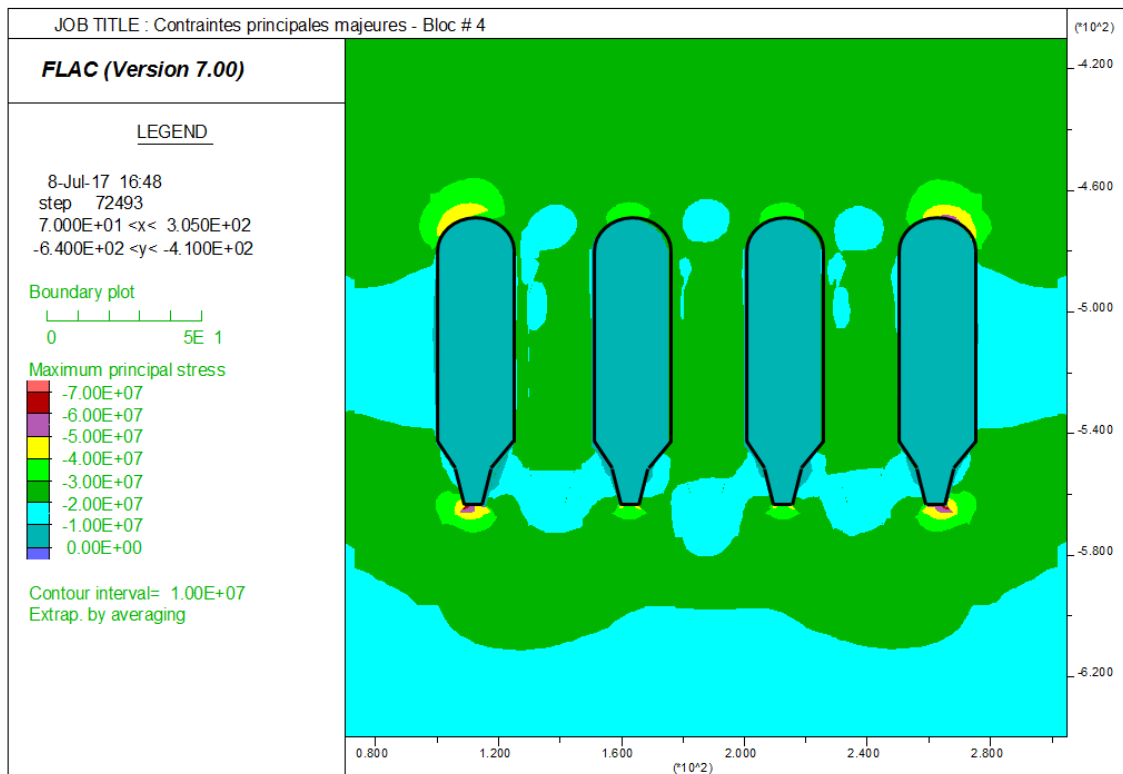 JOB TITLE : Contraintes principales majeures - Bloc # 4
(*10^2)
FLAC (Version 7.00)
LEGEND
8-Jul-17 16:48
step 72493
7.000E+01 <x< 3.050E+02
-6.400E+02 <y< -4.100E+02
Boundary plot
0 5E 1
Maximum principal stress
-7.00E+07
-6.00E+07
-5.00E+07
-4.00E+07
-3.00E+07
-2.00E+07
-1.00E+07
0.00E+00
Contour interval= 1.00E+07
Extrap. by averaging
-4.200
-4.600
-5.000
-5.400
-5.800
-6.200
0.800 1.200 1.600 2.000 2.400 2.800
(*10^2)